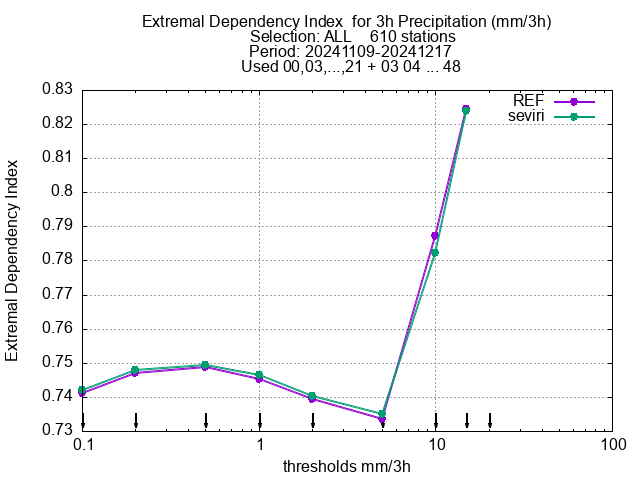 Extremal Dependency Index  for 3h Precipitation (mm/3h)
Selection: ALL    610 stations
Period: 20241109-20241217
Used 00,03,...,21 + 03 04 ... 48
REF
seviri
0.83
0.82
0.81
0.8
0.79
0.78
0.77
0.76
0.75
0.74
0.73
Extremal Dependency Index
0.1 1 10 100
thresholds mm/3h